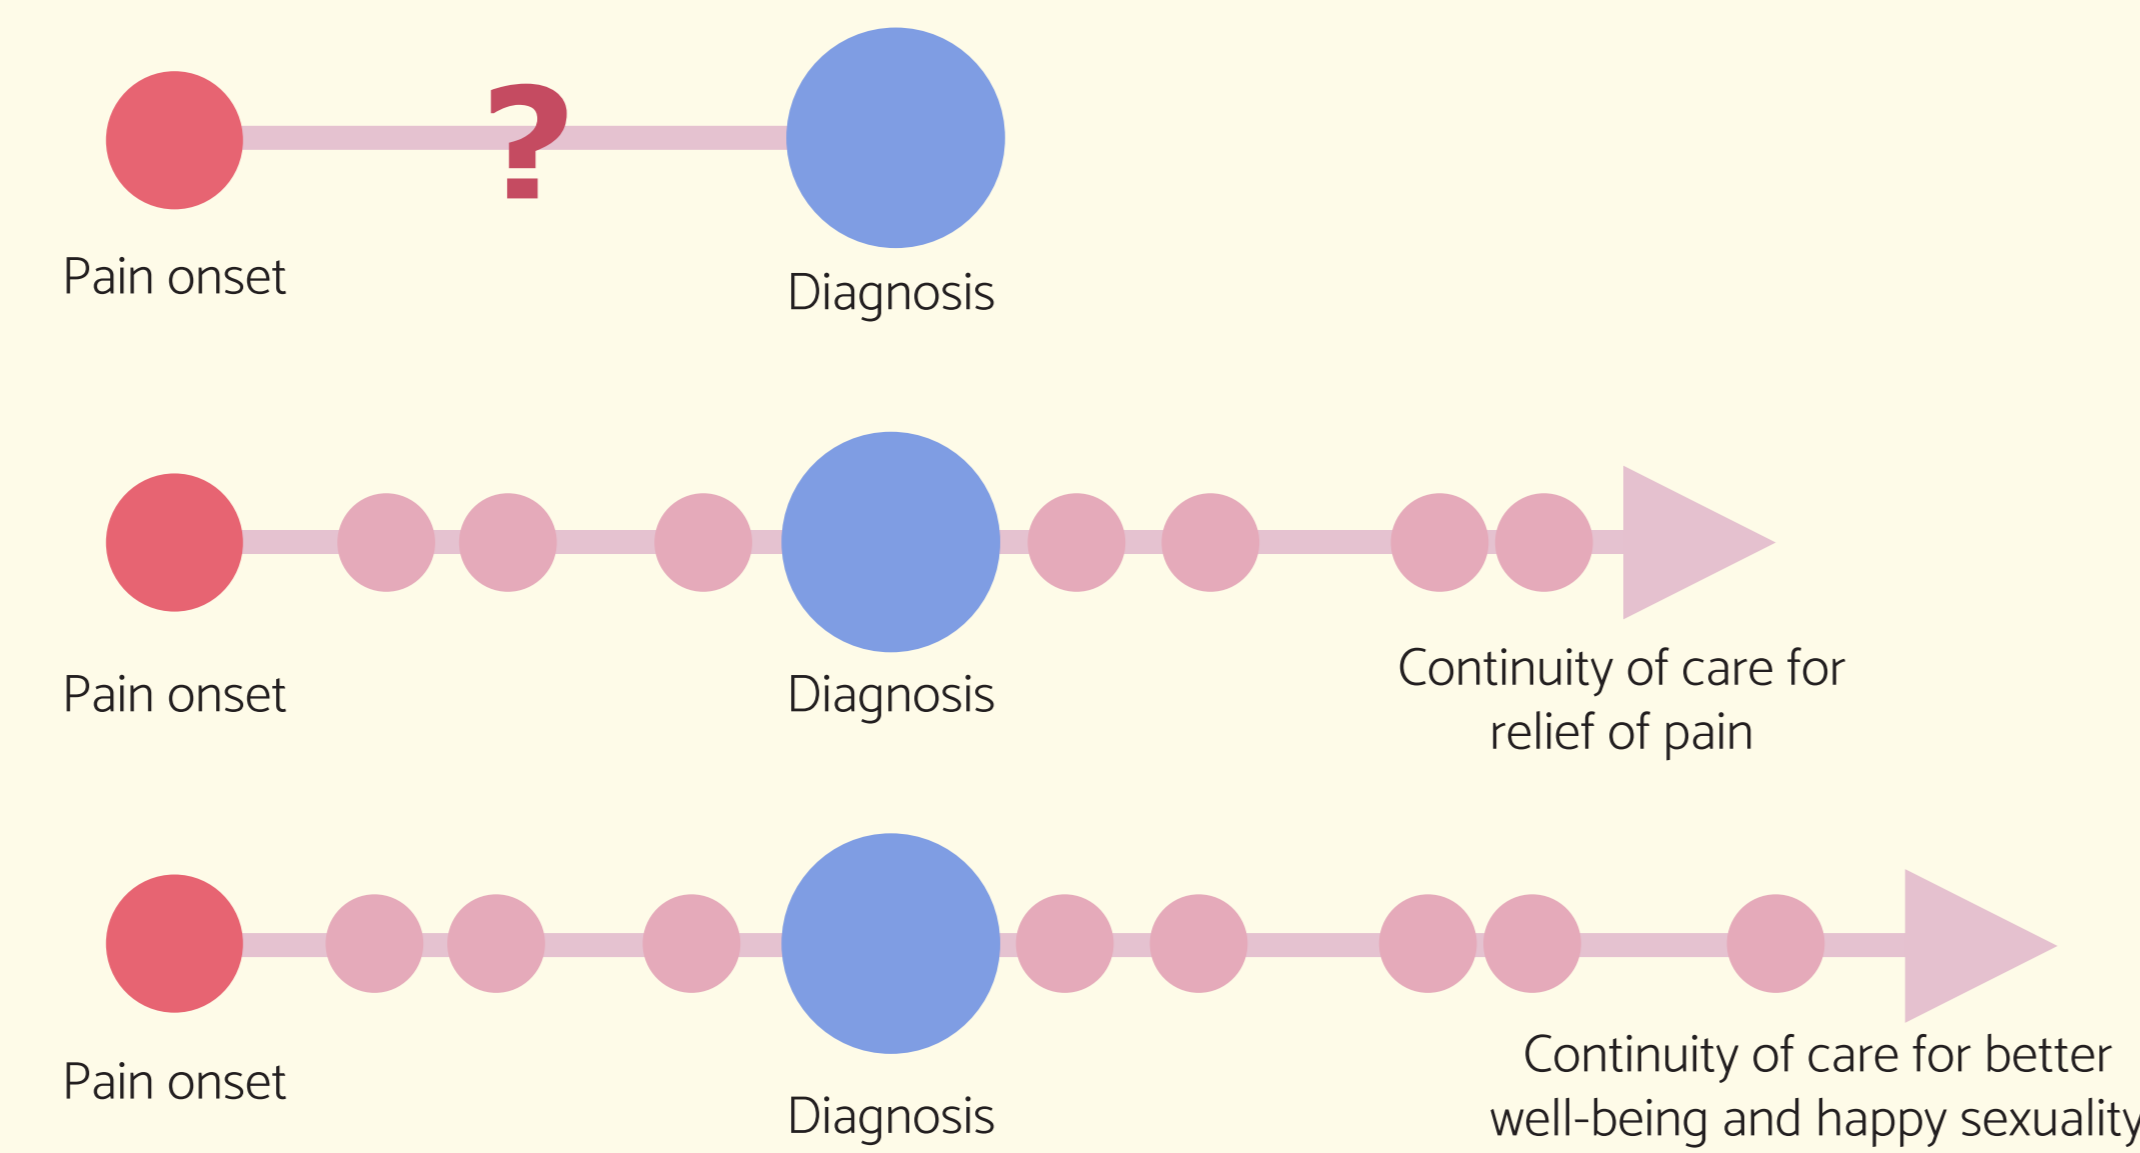 ?
Pain onset
Diagnosis
Pain onset
Diagnosis
Continuity of care for
relief of pain
Pain onset
Diagnosis
Continuity of care for better
well-being and happy sexuality